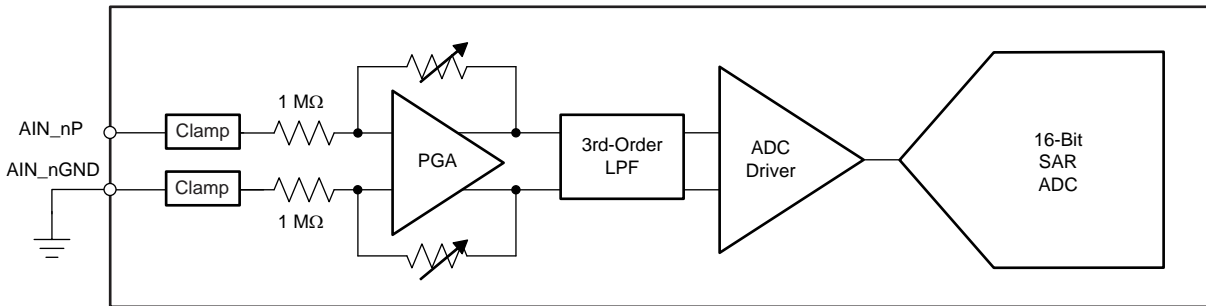 1 MΩ
AIN_nP
Clamp
PGA
3rd-Order
LPF
ADC
Driver
16-Bit
SAR
ADC
AIN_nGND
Clamp
1 MΩ